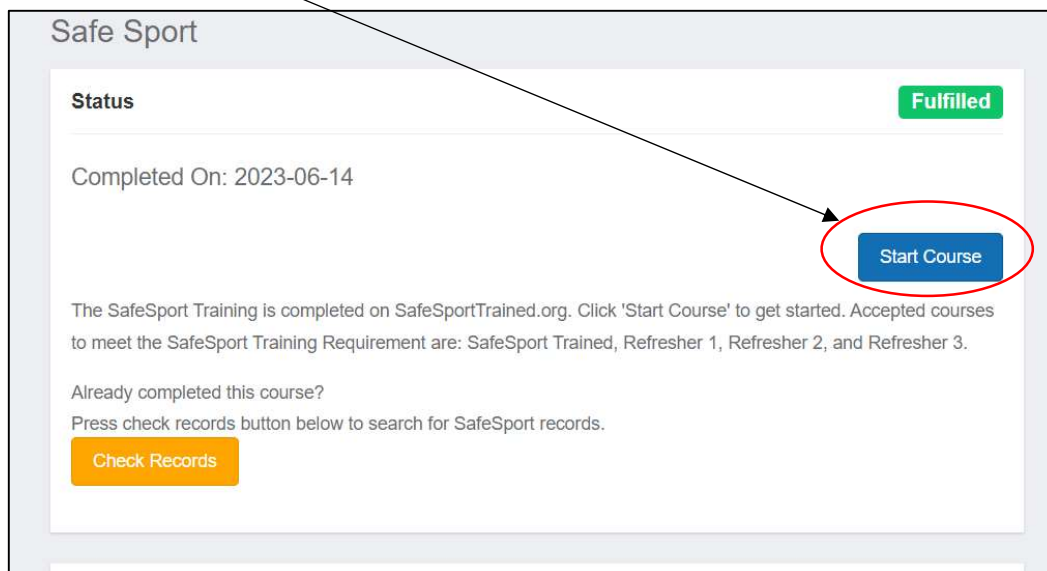 Safe Sport
Status
Fulfilled
Completed On: 2023-06-14
Start Course
The SafeSport Training is completed on SafeSportTrained.org. Click 'Start Course' to get started. Accepted courses
to meet the SafeSport Training Requirement are: SafeSport Trained, Refresher 1, Refresher 2, and Refresher 3.
Already completed this course?
Press check records button below to search for SafeSport records.
Check Records